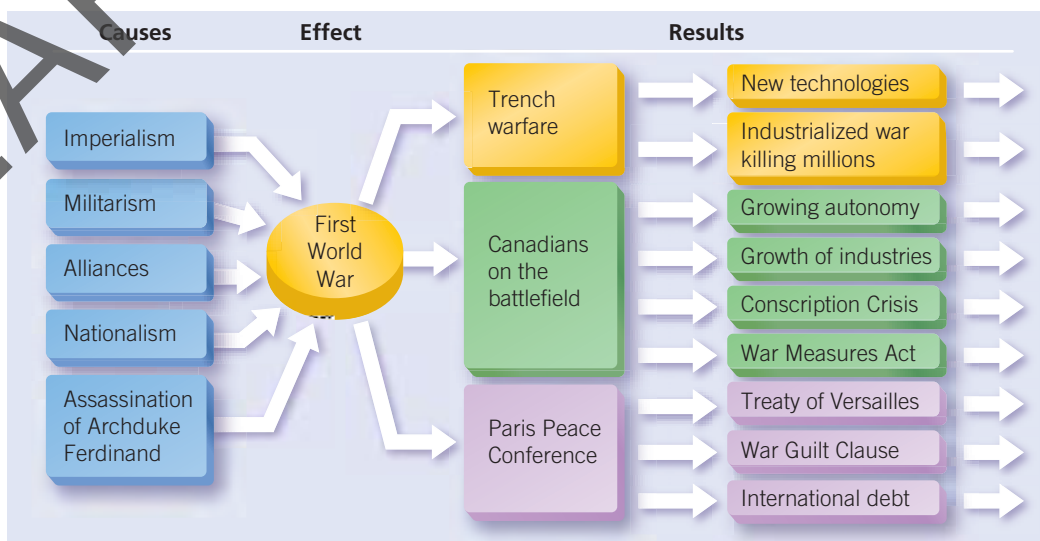 Causes
Effect
Results
Imperialism
Militarism
Alliances
Nationalism
Assassination
of Archduke
Ferdinand
First
World
War
Trench
warfare
Canadians
on the
battlefield
Paris Peace
Conference
New technologies
Industrialized war
killing millions
Growing autonomy
Growth of industries
Conscription Crisis
War Measures Act
Treaty of Versailles
War Guilt Clause
International debt